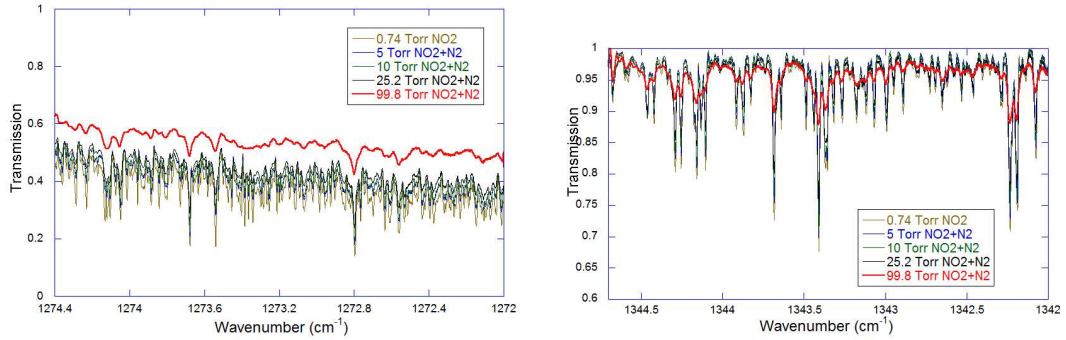 1
0.8
0.6
0.4
0.2
0
Transmission
0.74 Torr NO2
5 Torr NO2+N2
10 Torr NO2+N2
25.2 Torr NO2+N2
99.8 Torr NO2+N2
1274.4 1274 1273.6 1273.2 1272.8 1272.4 1272
Wavenumber (cm⁻¹)
1
0.95
0.9
0.85
0.8
0.75
0.7
0.65
0.6
Transmission
0.74 Torr NO2
5 Torr NO2+N2
10 Torr NO2+N2
25.2 Torr NO2+N2
99.8 Torr NO2+N2
1344.5 1344 1343.5 1343 1342.5 1342
Wavenumber (cm⁻¹)